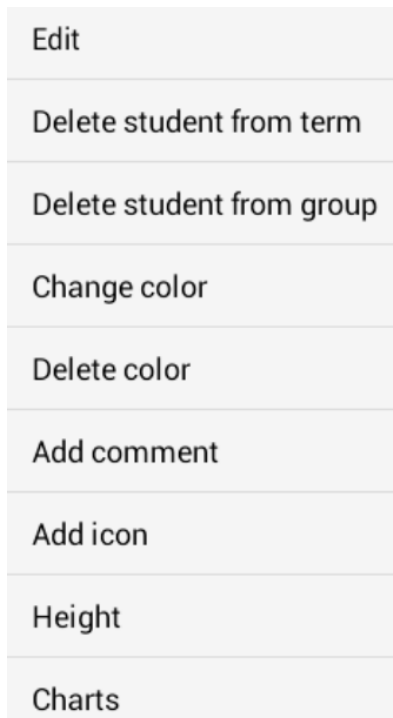 Edit
Delete student from term
Delete student from group
Change color
Delete color
Add comment
Add icon
Height
Charts